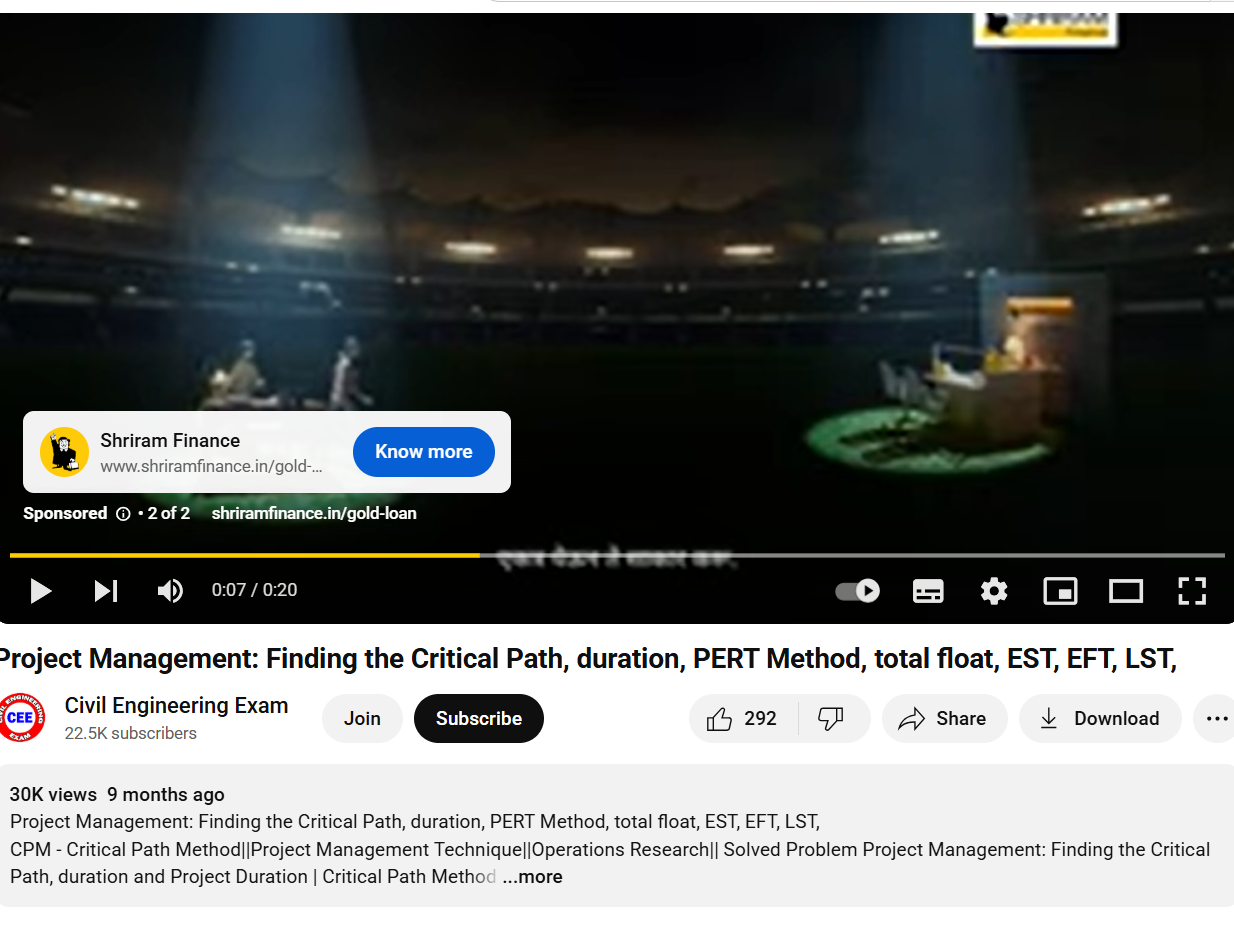 Shriram Finance
www.shriramfinance.in/gold-...
Know more
Sponsored • 2 of 2 shriramfinance.in/gold-loan
0:07 / 0:20
Project Management: Finding the Critical Path, duration, PERT Method, total float, EST, EFT, LST,
CEE
CIVIL ENGINEERING
EXAM
Civil Engineering Exam
22.5K subscribers
Join
Subscribe
292
Share
Download
30K views 9 months ago
Project Management: Finding the Critical Path, duration, PERT Method, total float, EST, EFT, LST,
CPM - Critical Path Method||Project Management Technique||Operations Research|| Solved Problem Project Management: Finding the Critical
Path, duration and Project Duration | Critical Path Method ...more